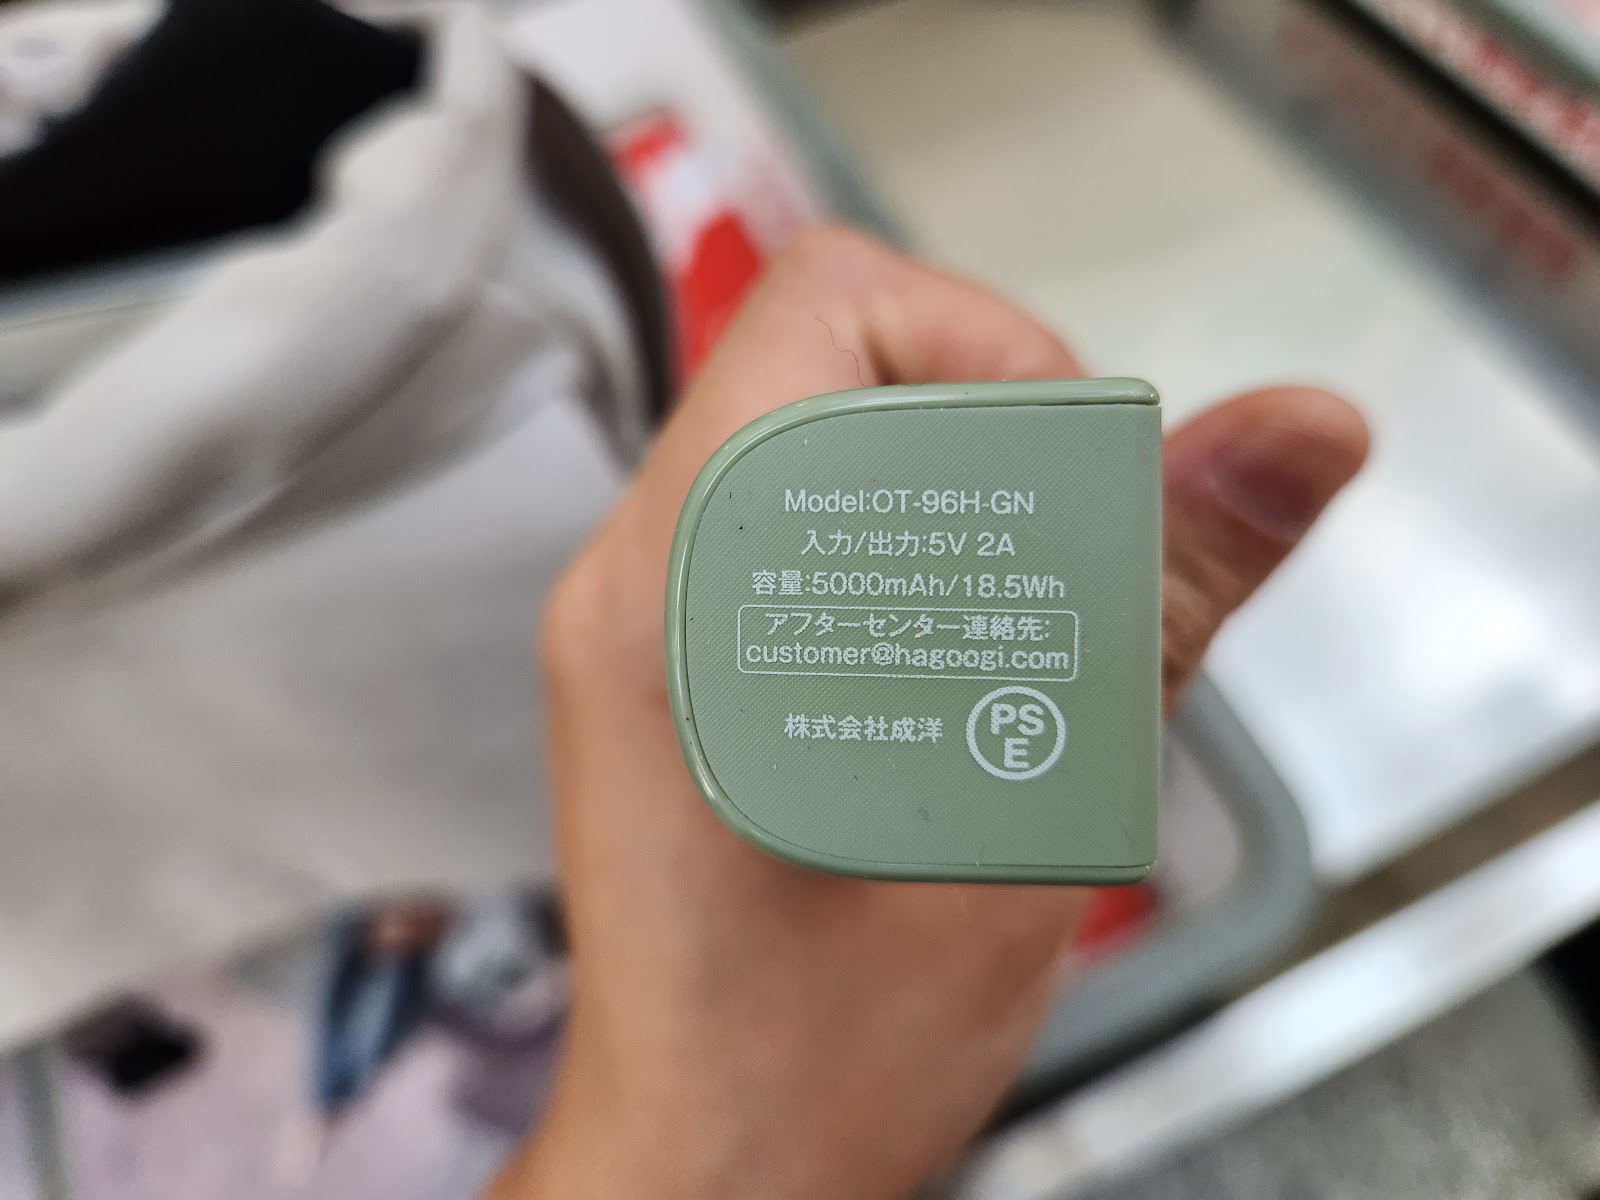 Model:OT-96H-GN
入力/出力:5V 2A
容量:5000mAh/18.5Wh
アフターセンター連絡先:
customer@hagoogi.com
株式会社成洋
PS
E